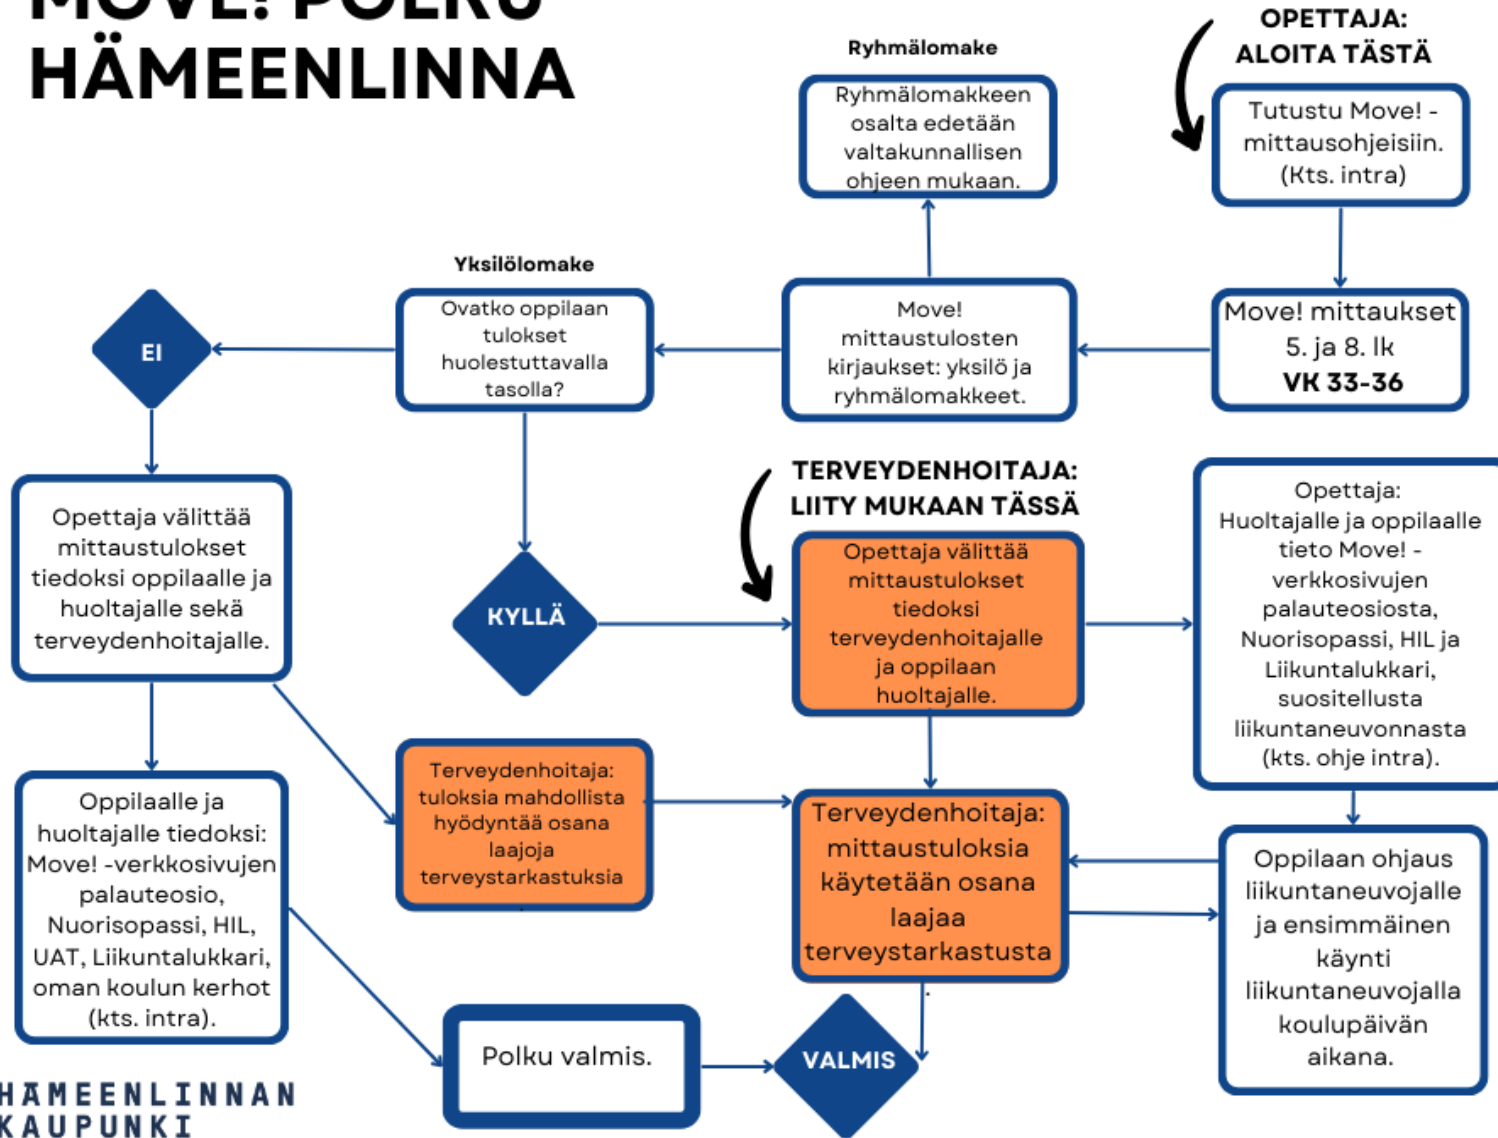 MOVE! POLKU
HÄMEENLINNA
OPETTAJA:
ALOITA TÄSTÄ
Tutustu Move! -
mittausohjeisiin.
(Kts. intra)
Ryhmälomake
Ryhmälomakkeen
osalta edetään
valtakunnallisen
ohjeen mukaan.
Move! mittaukset
5. ja 8. lk
VK 33-36
Move!
mittaustulosten
kirjaukset: yksilö ja
ryhmälomakkeet.
Yksilölomake
Ovatko oppilaan
tulokset
huolestuttavalla
tasolla?
EI
Opettaja välittää
mittaustulokset
tiedoksi oppilaalle ja
huoltajalle sekä
terveydenhoitajalle.
KYLLÄ
TERVEYDENHOITAJA:
LIITY MUKAAN TÄSSÄ
Opettaja välittää
mittaustulokset
tiedoksi
terveydenhoitajalle
ja oppilaan
huoltajalle.
Opettaja:
Huoltajalle ja oppilaalle
tieto Move! -
verkkosivujen
palauteosiosta,
Nuorisopassi, HIL ja
Liikuntalukkari,
suositellusta
liikuntaneuvonnasta
(kts. ohje intra).
Oppilaalle ja
huoltajalle tiedoksi:
Move! -verkkosivujen
palauteosio,
Nuorisopassi, HIL,
UAT, Liikuntalukkari,
oman koulun kerhot
(kts. intra).
Terveydenhoitaja:
tuloksia mahdollista
hyödyntää osana
laajoja
terveystarkastuksia
.
Terveydenhoitaja:
mittaustuloksia
käytetään osana
laajaa
terveystarkastusta
.
Oppilaan ohjaus
liikuntaneuvojalle
ja ensimmäinen
käynti
liikuntaneuvojalla
koulupäivän
aikana.
Polku valmis.
VALMIS
HÄMEENLINNAN
KAUPUNKI